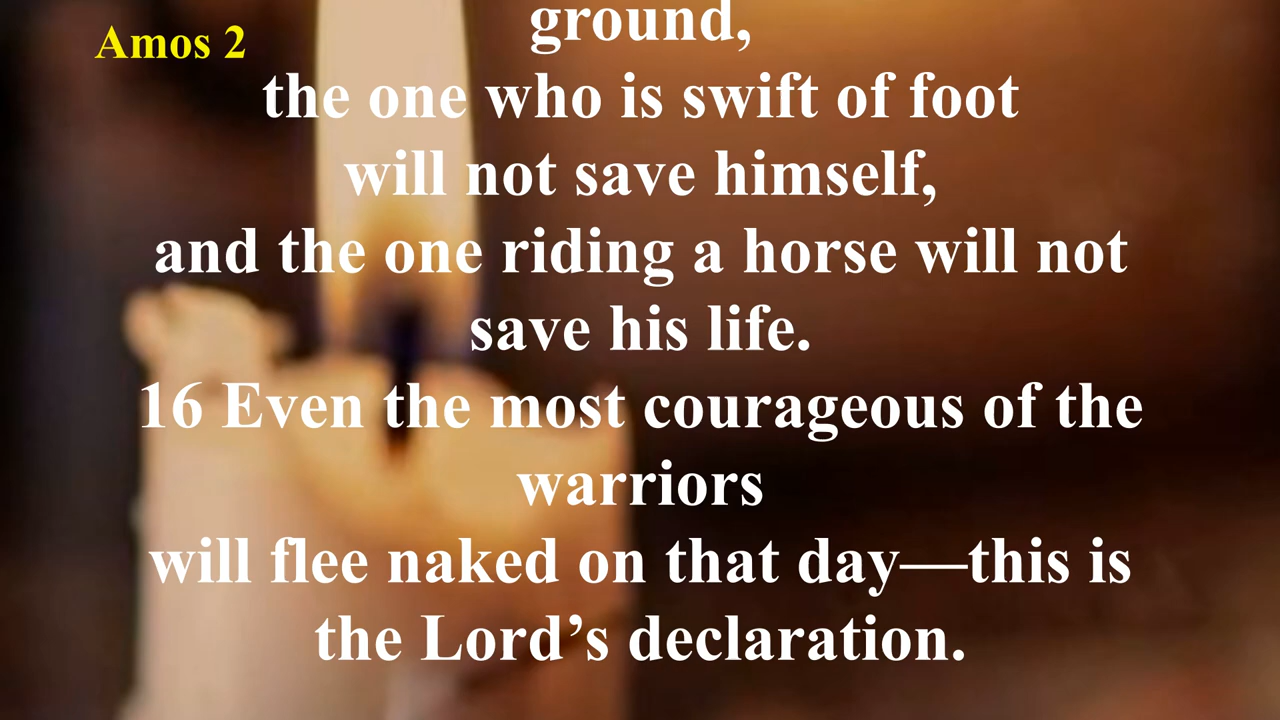 Amos 2
ground,
the one who is swift of foot
will not save himself,
and the one riding a horse will not
save his life.
16 Even the most courageous of the
warriors
will flee naked on that day—this is
the Lord’s declaration.